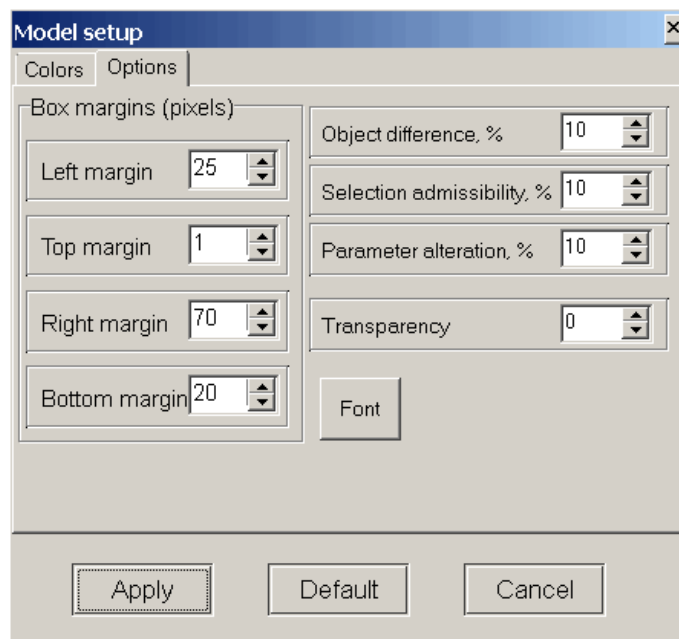 Model setup
Colors Options
Box margins (pixels)
Left margin 25
Top margin 1
Right margin 70
Bottom margin 20
Object difference, % 10
Selection admissibility, % 10
Parameter alteration, % 10
Transparency 0
Font
Apply Default Cancel